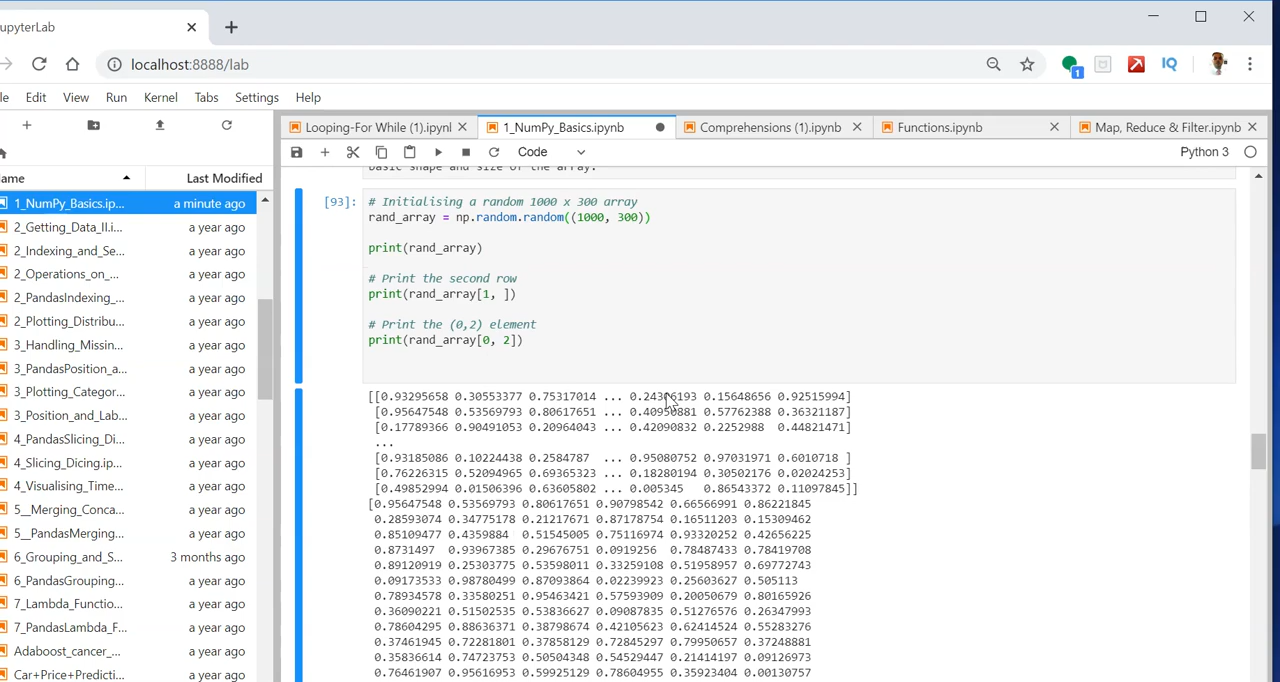 upyterLab
localhost:8888/lab
1
IQ
le Edit View Run Kernel Tabs Settings Help
Looping-For While (1).ipynl
1_NumPy_Basics.ipynb
Comprehensions (1).ipynb
Functions.ipynb
Map, Reduce & Filter.ipynb
Code
Python 3
ame Last Modified
1_NumPy_Basics.ip... a minute ago
2_Getting_Data_II.i... a year ago
2_Indexing_and_Se... a year ago
2_Operations_on_... a year ago
2_PandasIndexing_... a year ago
2_Plotting_Distribu... a year ago
3_Handling_Missin... a year ago
3_PandasPosition_a... a year ago
3_Plotting_Categor... a year ago
3_Position_and_Lab... a year ago
4_PandasSlicing_Di... a year ago
4_Slicing_Dicing.ip... a year ago
4_Visualising_Time... a year ago
5__Merging_Conca... a year ago
5__PandasMerging... a year ago
6_Grouping_and_S... 3 months ago
6_PandasGrouping... a year ago
7_Lambda_Functio... a year ago
7_PandasLambda_F... a year ago
Adaboost_cancer_... a year ago
Car+Price+Predicti... a year ago
basic shape and size of the array.
[93]:
# Initialising a random 1000 x 300 array
rand_array = np.random.random((1000, 300))
print(rand_array)
# Print the second row
print(rand_array[1, ])
# Print the (0,2) element
print(rand_array[0, 2])
[[0.93295658 0.30553377 0.75317014 ... 0.24306193 0.15648656 0.92515994]
[0.95647548 0.53569793 0.80617651 ... 0.40950881 0.57762388 0.36321187]
[0.17789366 0.90491053 0.20964043 ... 0.42090832 0.2252988 0.44821471]
...
[0.93185086 0.10224438 0.2584787 ... 0.95080752 0.97031971 0.6010718 ]
[0.76226315 0.52094965 0.69365323 ... 0.18280194 0.30502176 0.02024253]
[0.49852994 0.01506396 0.63605802 ... 0.005345 0.86543372 0.11097845]]
[0.95647548 0.53569793 0.80617651 0.90798542 0.66566991 0.86221845
0.28593074 0.34775178 0.21217671 0.87178754 0.16511203 0.15309462
0.85109477 0.4359884 0.51545005 0.75116974 0.93320252 0.42656225
0.8731497 0.93967385 0.29676751 0.0919256 0.78487433 0.78419708
0.89120919 0.25303775 0.53598011 0.33259108 0.51958957 0.69772743
0.09173533 0.98780499 0.87093864 0.02239923 0.25603627 0.505113
0.78934578 0.33580251 0.95463421 0.57593909 0.20050679 0.80165926
0.36090221 0.51502535 0.53836627 0.09087835 0.51276576 0.26347993
0.78604295 0.88636371 0.38798674 0.42105623 0.62414524 0.55283276
0.37461945 0.72281801 0.37858129 0.72845297 0.79950657 0.37248881
0.35836614 0.74723753 0.50504348 0.54529447 0.21414197 0.09126973
0.76461907 0.95616953 0.59925129 0.78604955 0.35923404 0.00130757